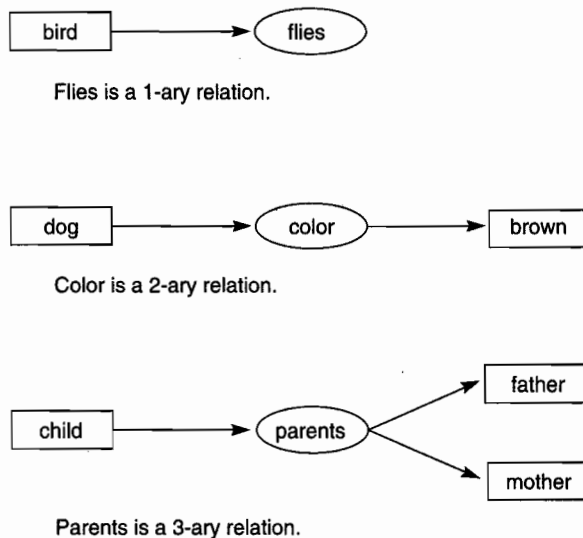 bird flies
Flies is a 1-ary relation.
dog color brown
Color is a 2-ary relation.
father
child parents
mother
Parents is a 3-ary relation.